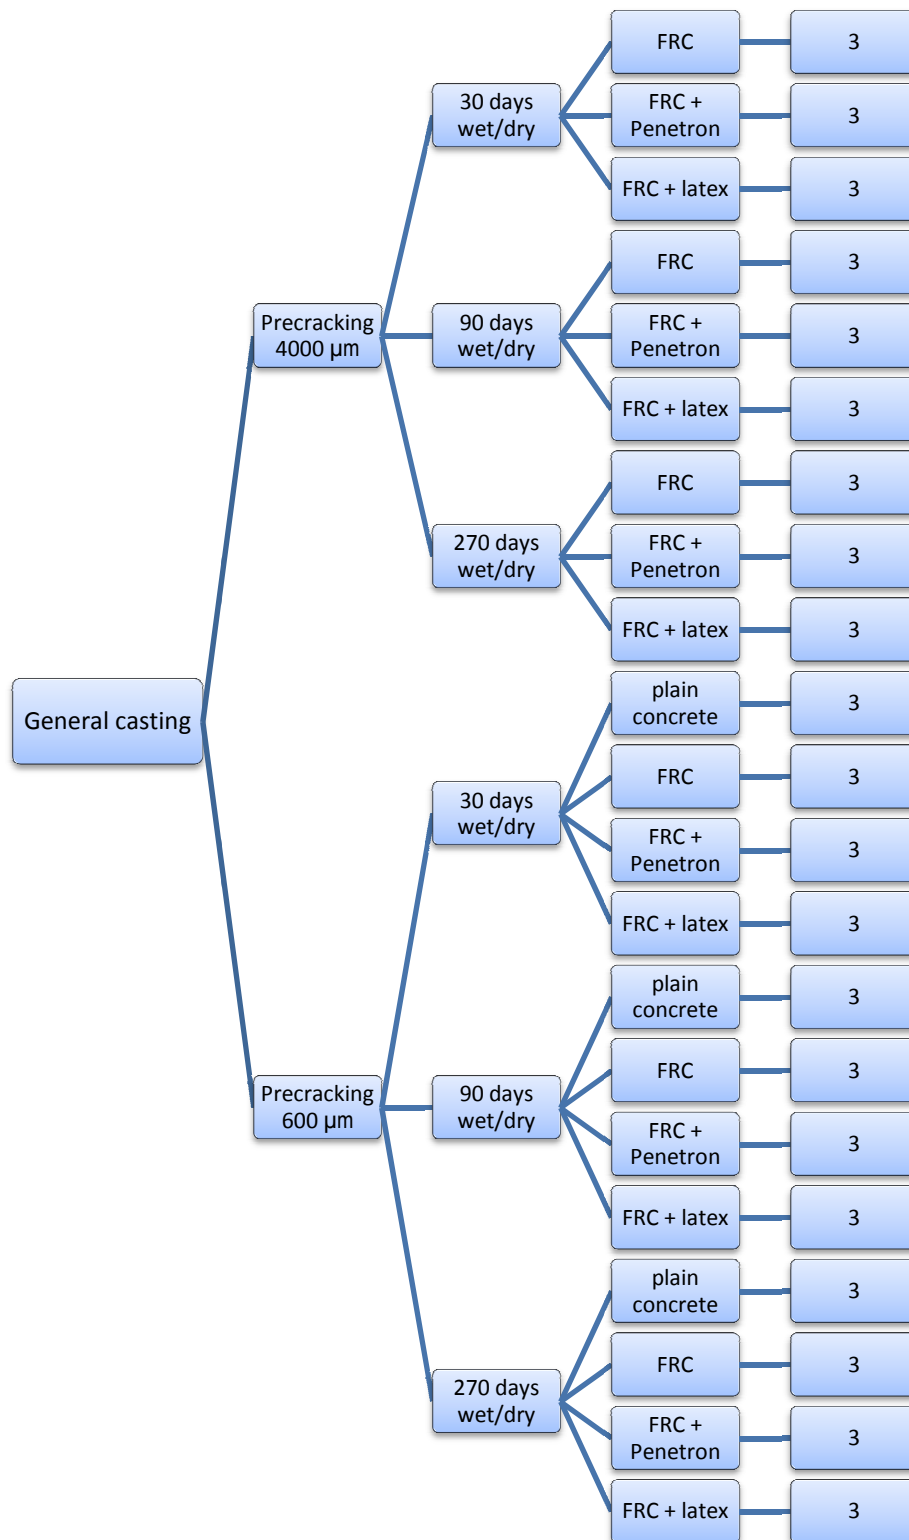 FRC
3
30 days
wet/dry
FRC +
Penetron
3
FRC + latex
3
FRC
3
Precracking
4000 µm
90 days
wet/dry
FRC +
Penetron
3
FRC + latex
3
FRC
3
270 days
wet/dry
FRC +
Penetron
3
FRC + latex
3
General casting
plain
concrete
3
30 days
wet/dry
FRC
3
FRC +
Penetron
3
FRC + latex
3
plain
concrete
3
Precracking
600 µm
90 days
wet/dry
FRC
3
FRC +
Penetron
3
FRC + latex
3
plain
concrete
3
270 days
wet/dry
FRC
3
FRC +
Penetron
3
FRC + latex
3